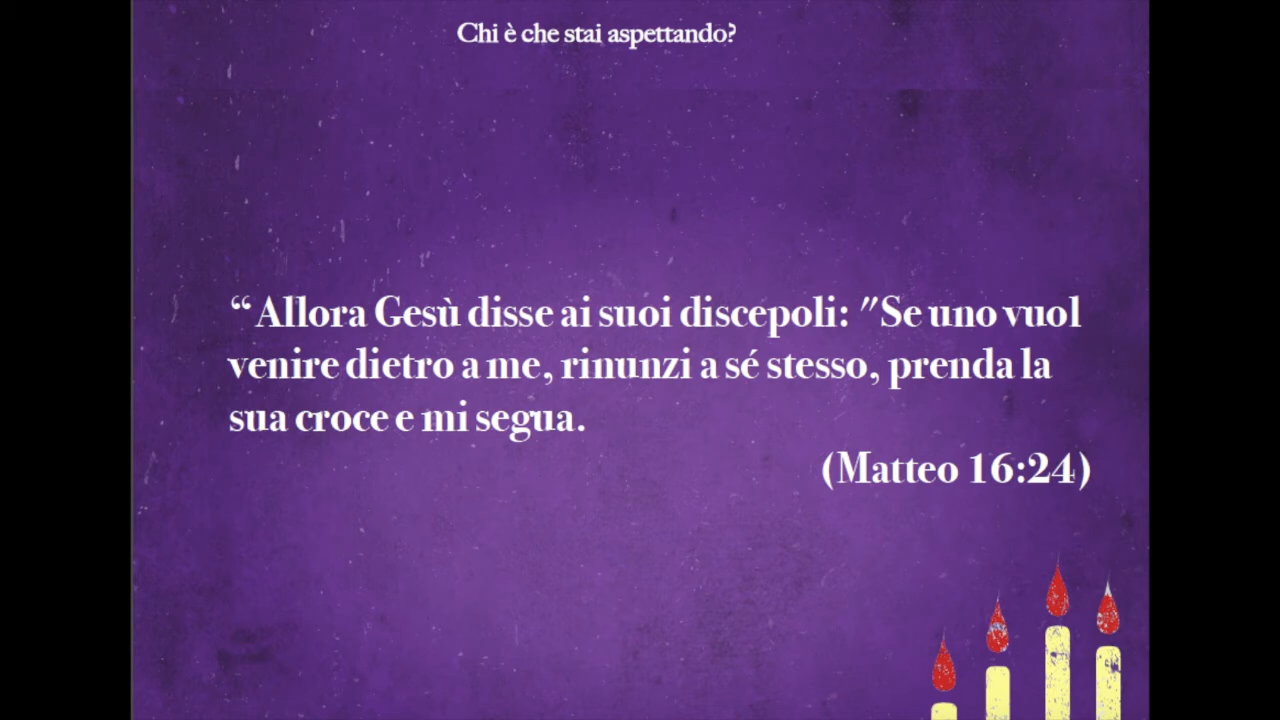 Chi è che stai aspettando?
“Allora Gesù disse ai suoi discepoli: "Se uno vuol
venire dietro a me, rinunzi a sé stesso, prenda la
sua croce e mi segua.
(Matteo 16:24)